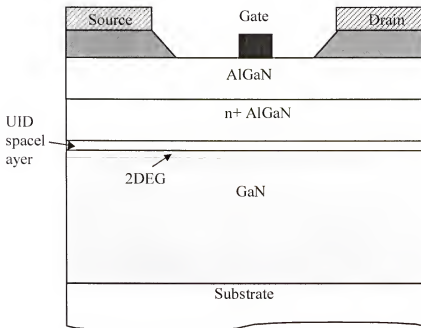 Source
Gate
Drain
AlGaN
n+ AlGaN
UID
spacel
ayer
2DEG
GaN
Substrate